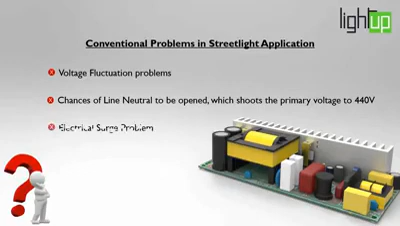 lightup
Conventional Problems in Streetlight Application
Voltage Fluctuation problems
Chances of Line Neutral to be opened, which shoots the primary voltage to 440V
Electrical Surge Problem